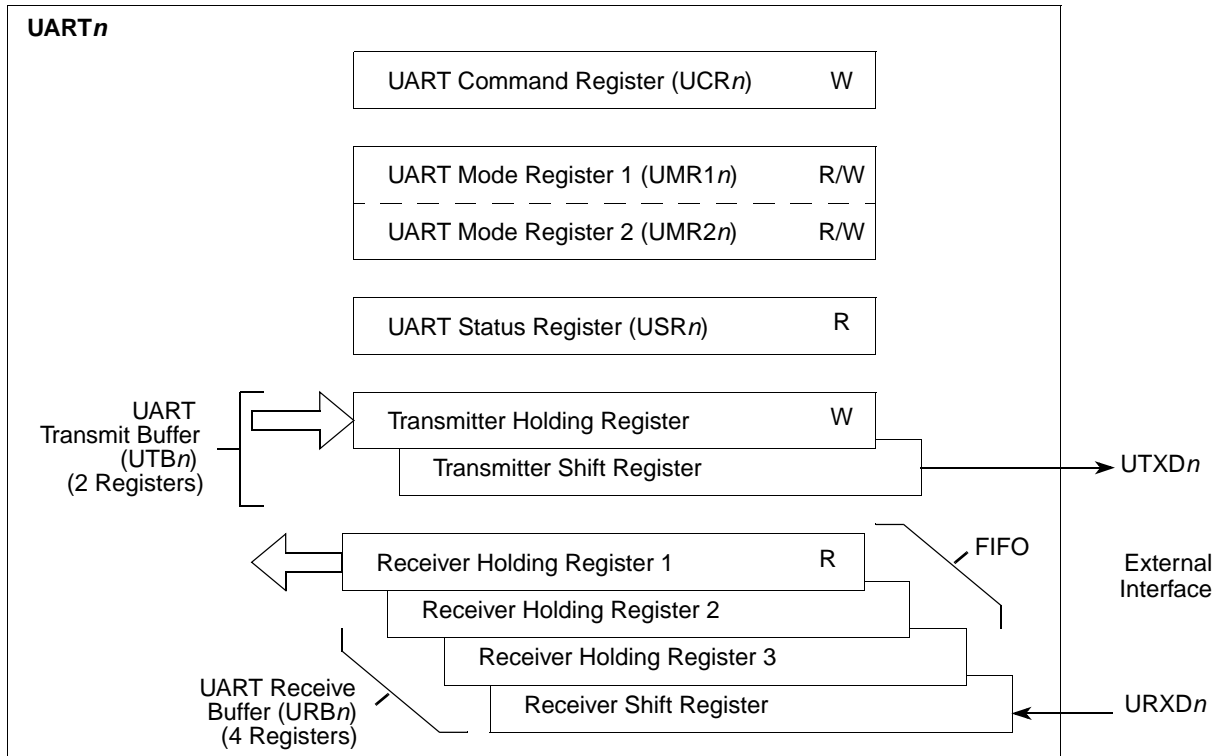 UARTn
UART Command Register (UCRn) W
UART Mode Register 1 (UMR1n) R/W
UART Mode Register 2 (UMR2n) R/W
UART Status Register (USRn) R
UART
Transmit Buffer
(UTBn)
(2 Registers)
Transmitter Holding Register W
Transmitter Shift Register
UTXDn
Receiver Holding Register 1 R
FIFO
External
Interface
Receiver Holding Register 2
Receiver Holding Register 3
UART Receive
Buffer (URBn)
(4 Registers)
Receiver Shift Register
URXDn